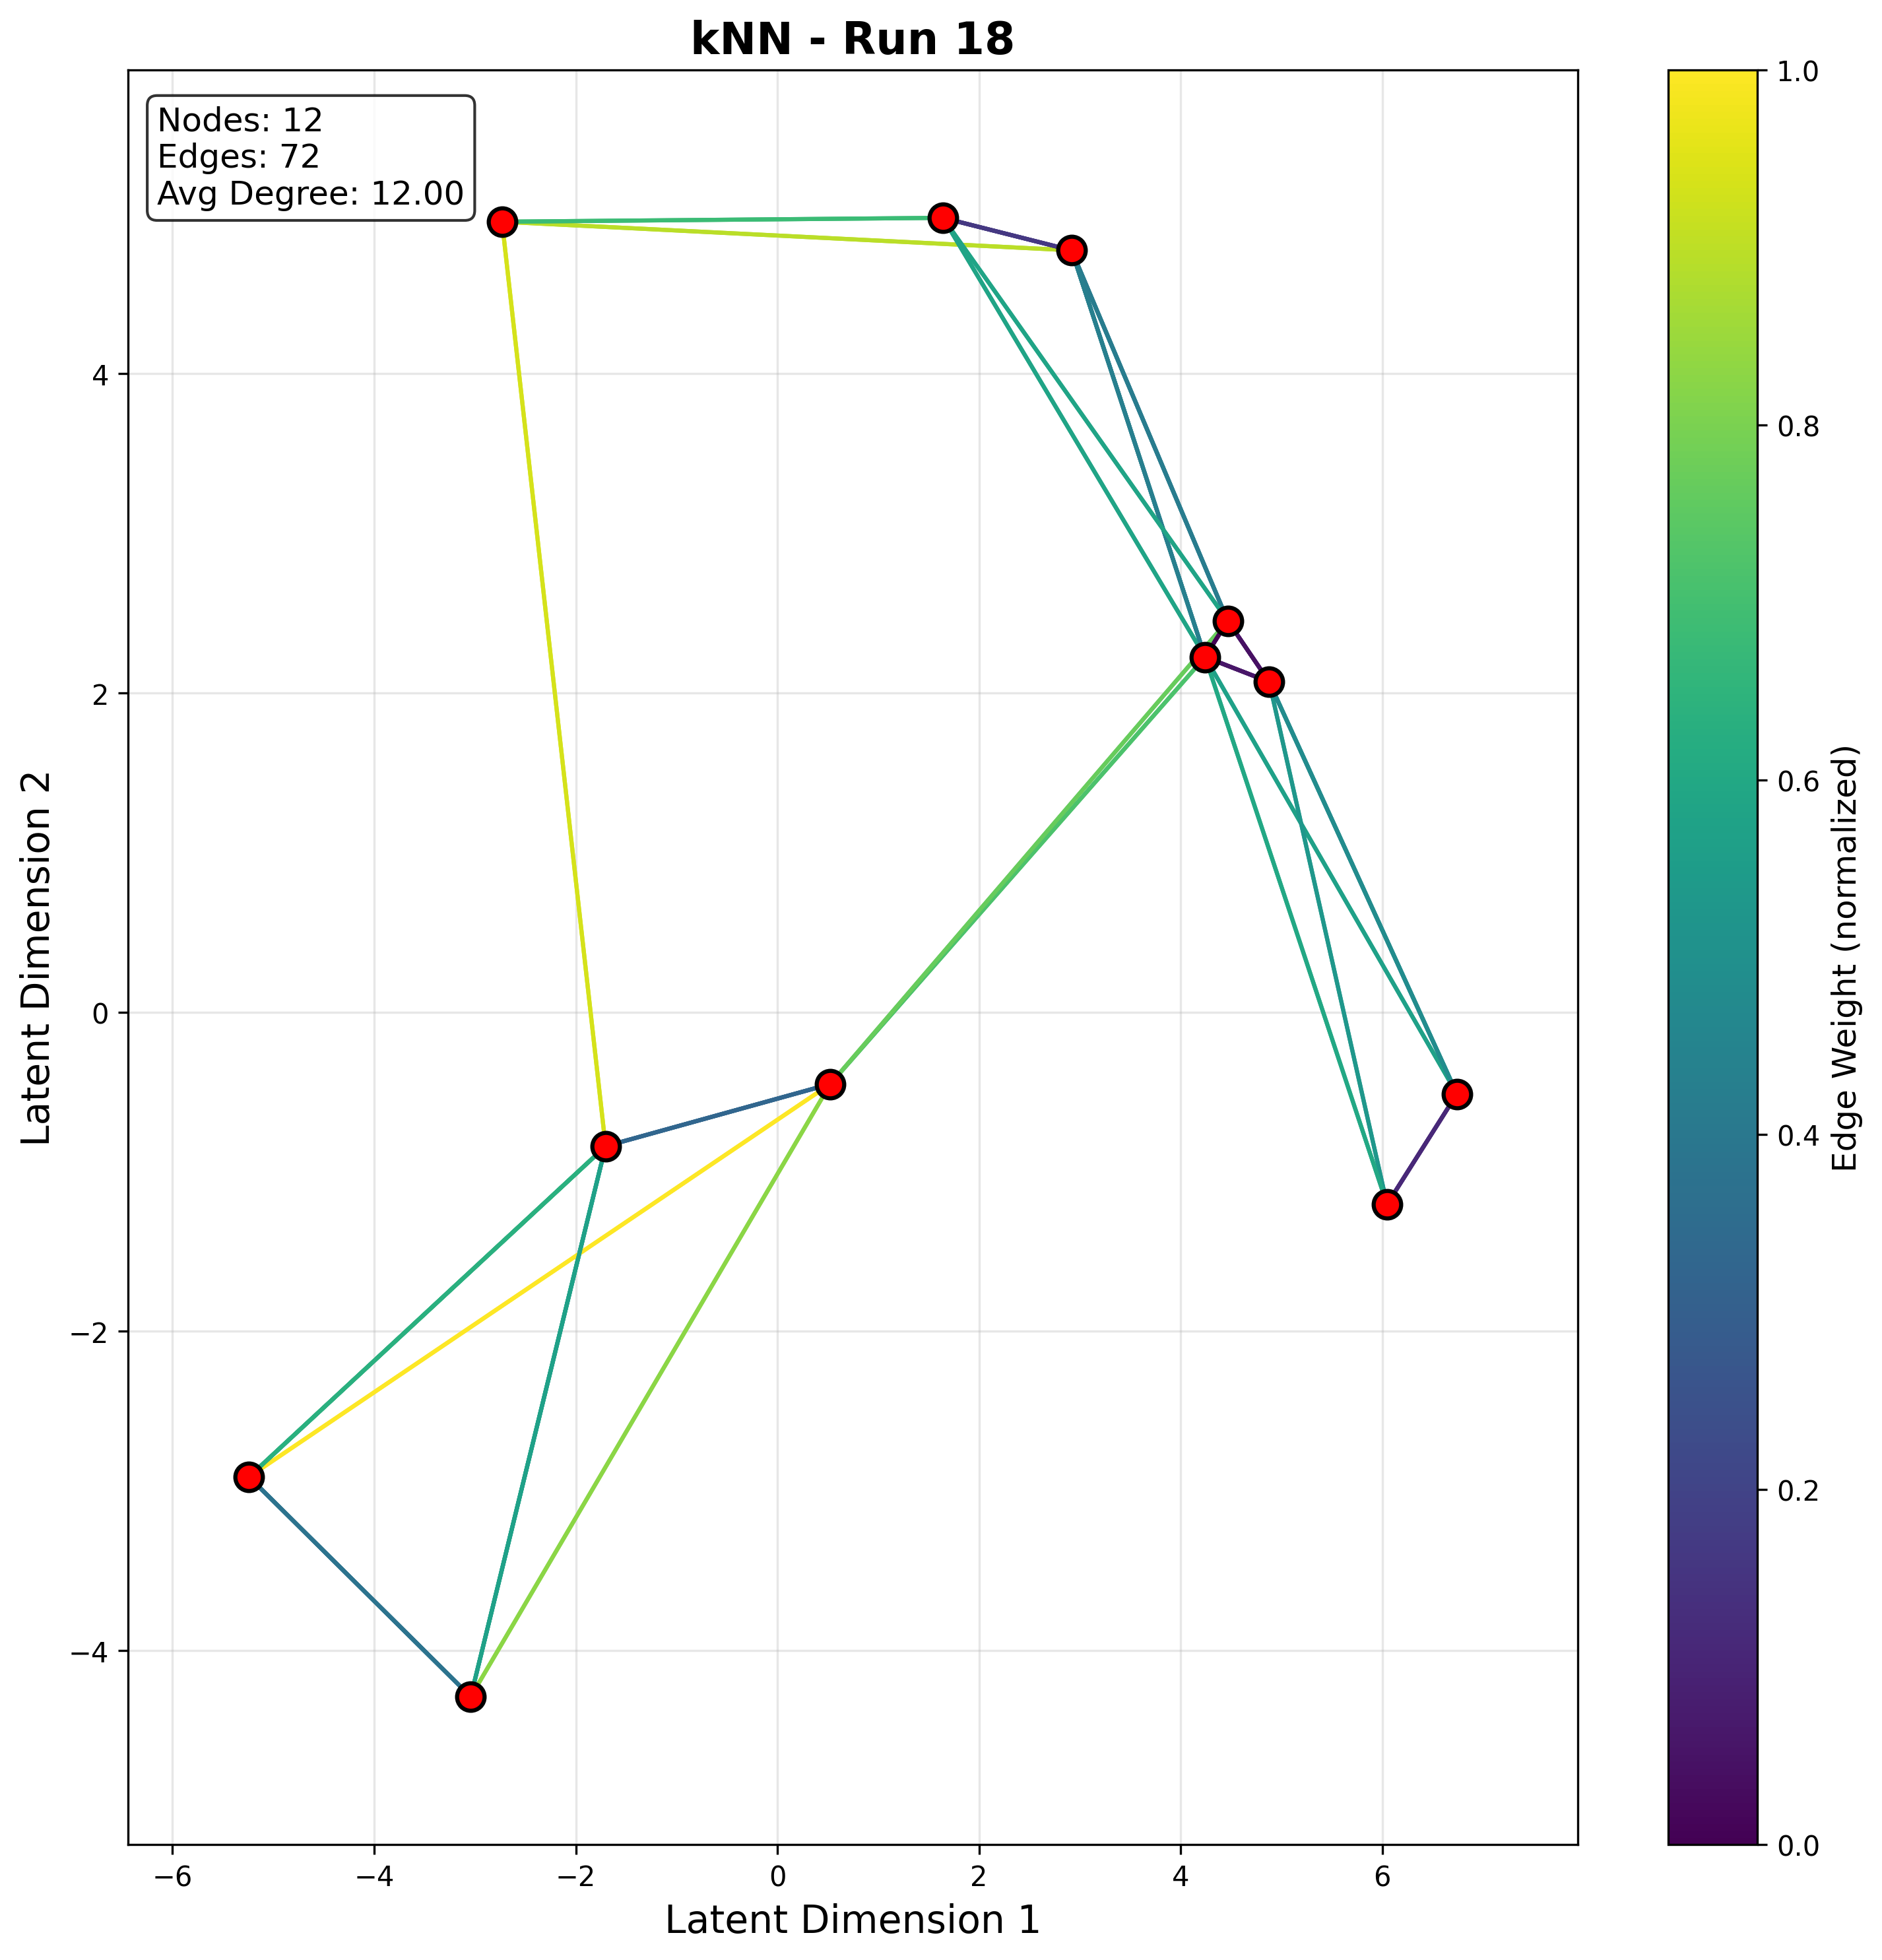 kNN - Run 18
Nodes: 12
Edges: 72
Avg Degree: 12.00
4
2
0
−2
−4
Latent Dimension 2
−6
−4
−2
0
2
4
6
Latent Dimension 1
1.0
0.8
0.6
0.4
0.2
0.0
Edge Weight (normalized)